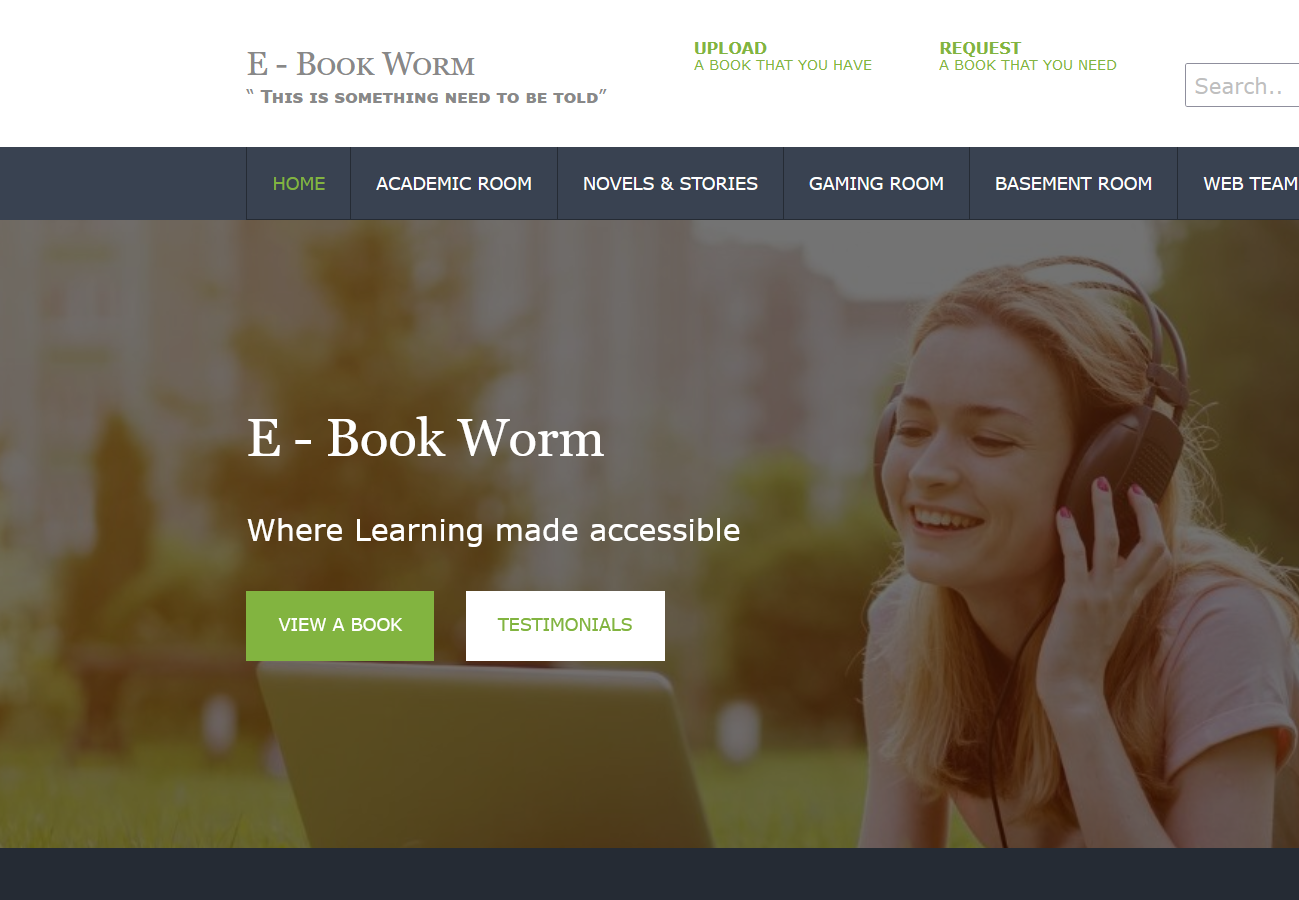 E - Book Worm
“ This is something need to be told”
UPLOAD
A BOOK THAT YOU HAVE
REQUEST
A BOOK THAT YOU NEED
Search..
HOME
ACADEMIC ROOM
NOVELS & STORIES
GAMING ROOM
BASEMENT ROOM
WEB TEAM
E - Book Worm
Where Learning made accessible
VIEW A BOOK
TESTIMONIALS